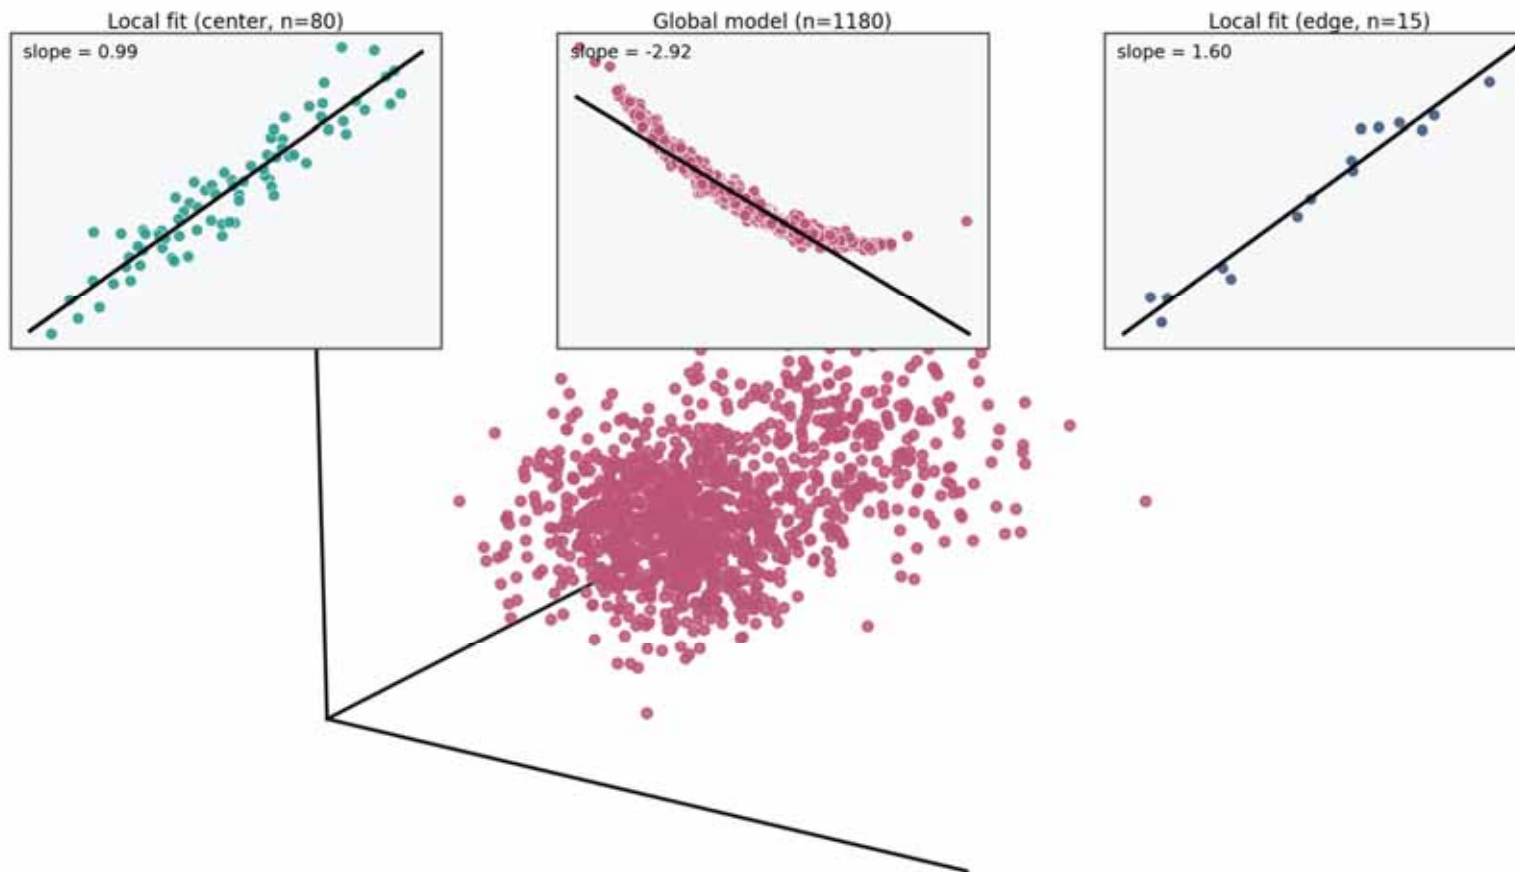 Local fit (center, n=80)
slope = 0.99
Global model (n=1180)
slope = -2.92
Local fit (edge, n=15)
slope = 1.60